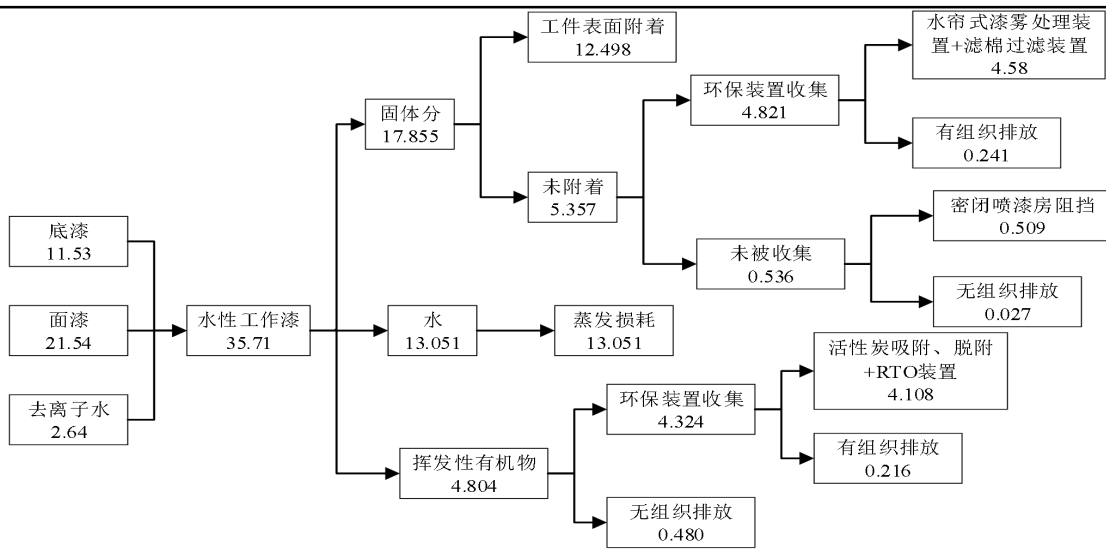 工件表面附着
12.498
水帘式漆雾处理装
置+滤棉过滤装置
4.58
环保装置收集
4.821
固体分
17.855
有组织排放
0.241
未附着
5.357
密闭喷漆房阻挡
0.509
底漆
11.53
未被收集
0.536
无组织排放
0.027
面漆
21.54
水性工作漆
35.71
水
13.051
蒸发损耗
13.051
活性炭吸附、脱附
+RTO装置
4.108
去离子水
2.64
环保装置收集
4.324
有组织排放
0.216
挥发性有机物
4.804
无组织排放
0.480